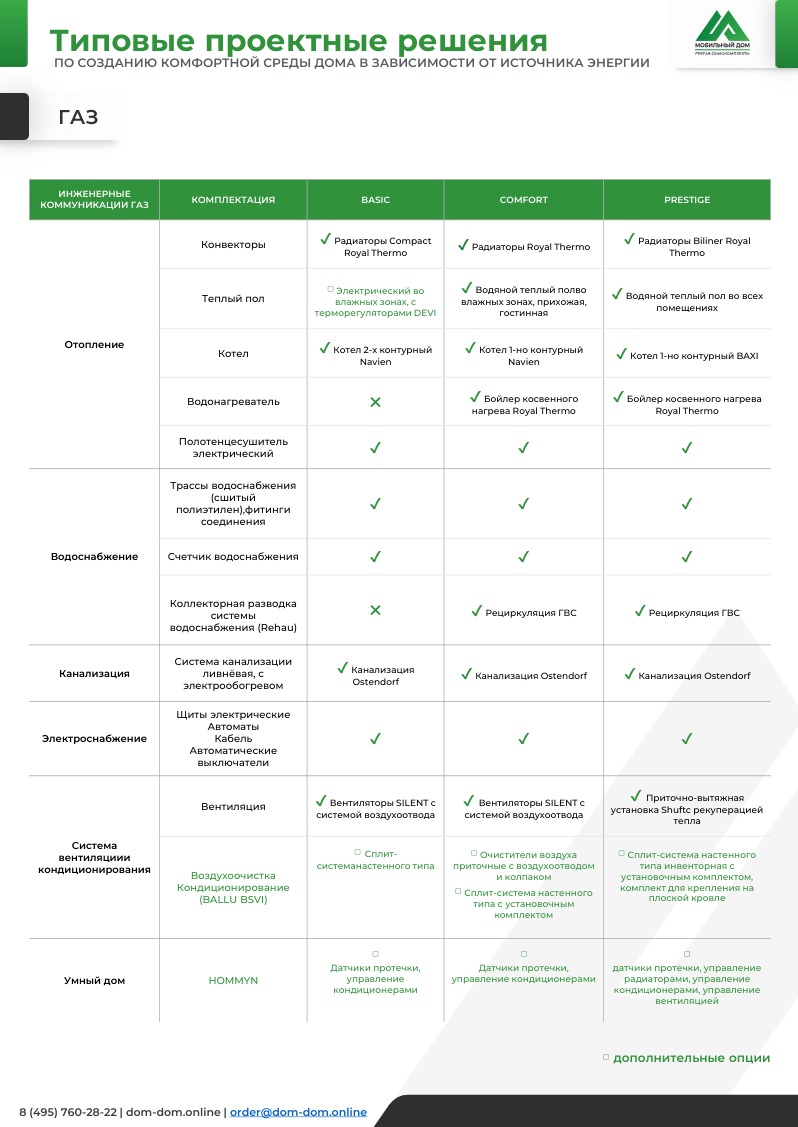 Типовые проектные решения
ПО СОЗДАНИЮ КОМФОРТНОЙ СРЕДЫ ДОМА В ЗАВИСИМОСТИ ОТ ИСТОЧНИКА ЭНЕРГИИ
МОБИЛЬНЫЙ ДОМ
ГАЗ
ИНЖЕНЕРНЫЕ
КОММУНИКАЦИИ ГАЗ
КОМПЛЕКТАЦИЯ
BASIC
COMFORT
PRESTIGE
Отопление
Конвекторы
✓ Радиаторы Compact
Royal Thermo
✓ Радиаторы Royal Thermo
✓ Радиаторы Biliner Royal
Thermo
Теплый пол
□ Электрический во
влажных зонах, с
терморегуляторами DEVI
✓ Водяной теплый полво
влажных зонах, прихожая,
гостинная
✓ Водяной теплый пол во всех
помещениях
Котел
✓ Котел 2-х контурный
Navien
✓ Котел 1-но контурный
Navien
✓ Котел 1-но контурный BAXI
Водонагреватель
✕
✓ Бойлер косвенного
нагрева Royal Thermo
✓ Бойлер косвенного нагрева
Royal Thermo
Полотенцесушитель
электрический
✓
✓
✓
Водоснабжение
Трассы водоснабжения
(сшитый
полиэтилен),фитинги
соединения
✓
✓
✓
Счетчик водоснабжения
✓
✓
✓
Коллекторная разводка
системы
водоснабжения (Rehau)
✕
✓ Рециркуляция ГВС
✓ Рециркуляция ГВС
Канализация
Система канализации
ливнёвая, с
электрообогревом
✓ Канализация
Ostendorf
✓ Канализация Ostendorf
✓ Канализация Ostendorf
Электроснабжение
Щиты электрические
Автоматы
Кабель
Автоматические
выключатели
✓
✓
✓
Система
вентиляциии
кондиционирования
Вентиляция
✓ Вентиляторы SILENT с
системой воздухоотвода
✓ Вентиляторы SILENT с
системой воздухоотвода
✓ Приточно-вытяжная
установка Shuftc рекуперацией
тепла
Воздухоочистка
Кондиционирование
(BALLU BSVI)
□ Сплит-
системанастенного типа
□ Очистители воздуха
приточные с воздухоотводом
и колпаком
□ Сплит-система настенного
типа с установочным
комплектом
□ Сплит-система настенного
типа инвенторная с
установочным комплектом,
комплект для крепления на
плоской кровле
Умный дом
HOMMYN
□
Датчики протечки,
управление
кондиционерами
□
Датчики протечки,
управление кондиционерами
□
датчики протечки, управление
радиаторами, управление
кондиционерами, управление
вентиляцией
□ дополнительные опции
8 (495) 760-28-22 | dom-dom.online | order@dom-dom.online